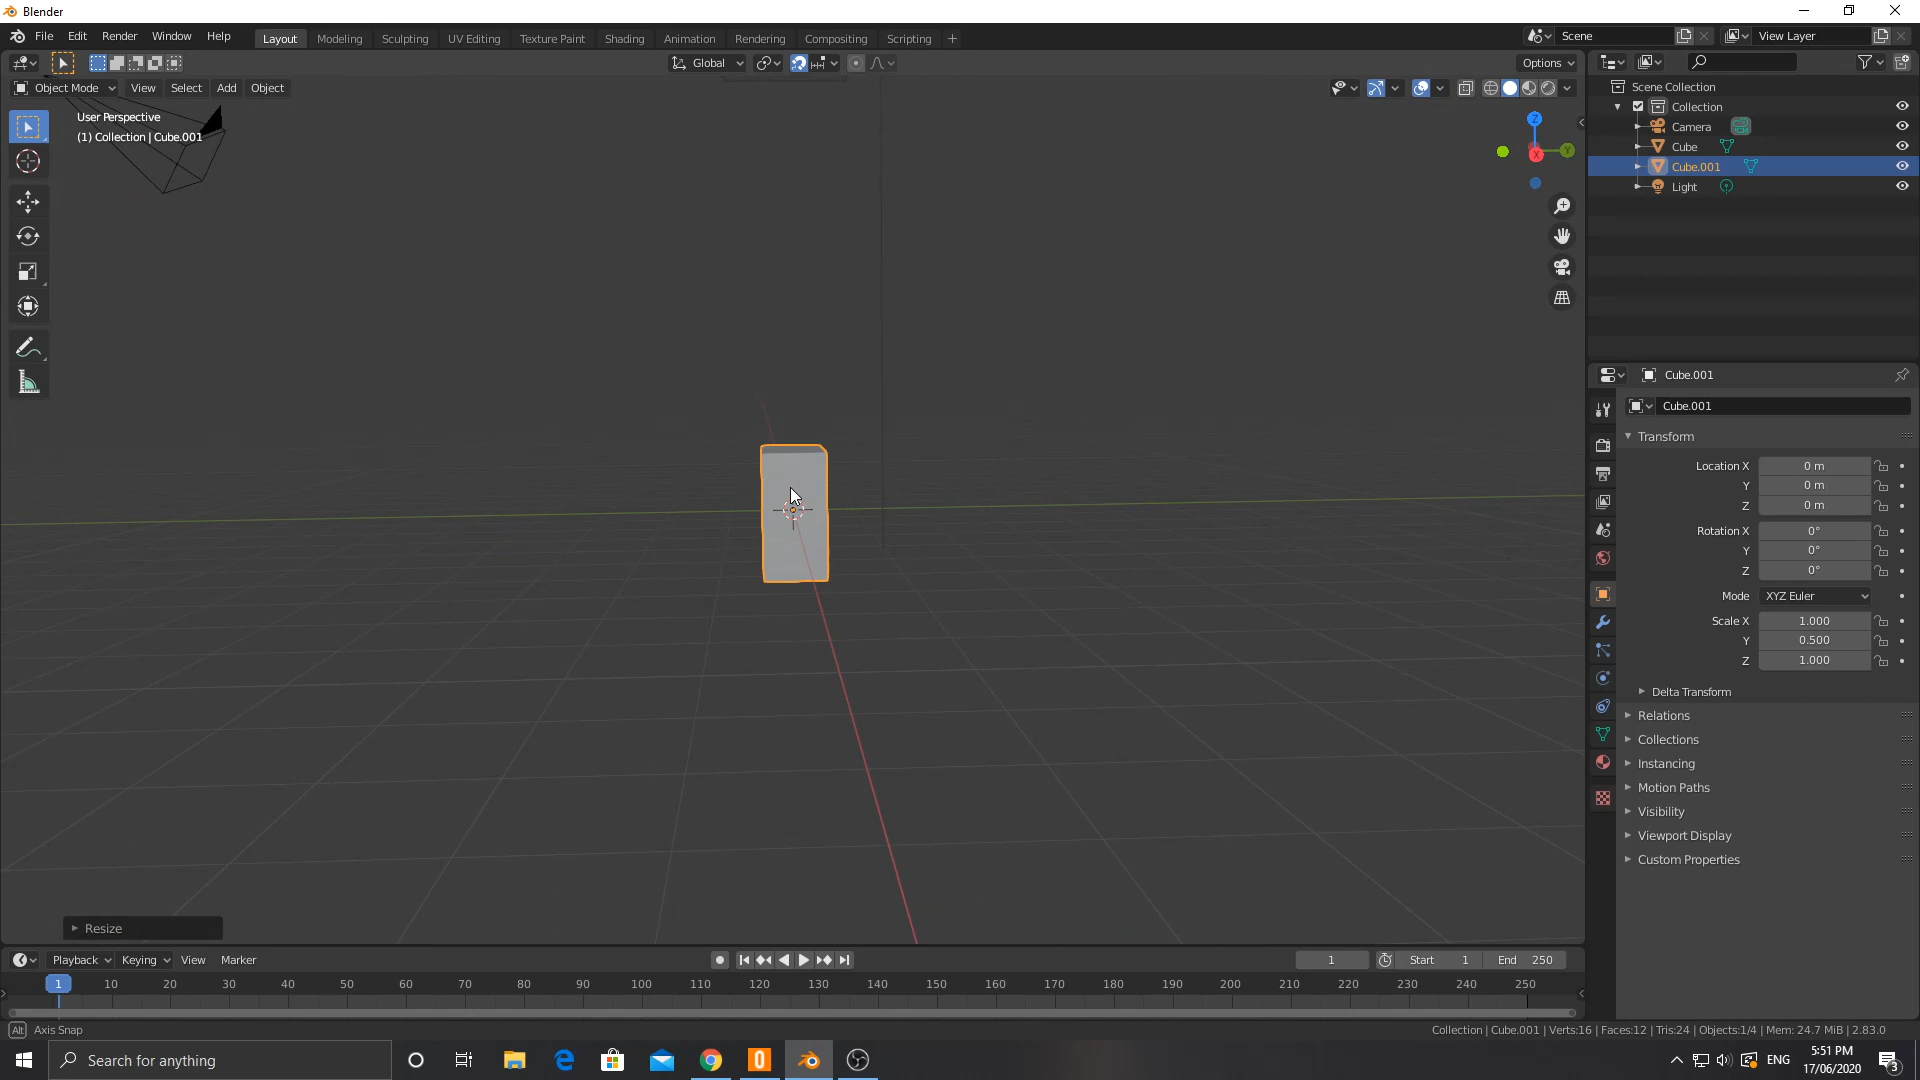 Blender
File Edit Render Window Help
Layout Modeling Sculpting UV Editing Texture Paint Shading Animation Rendering Compositing Scripting +
Scene
View Layer
Global
Options
Object Mode View Select Add Object
User Perspective
(1) Collection | Cube.001
Z
Y
X
Scene Collection
Collection
Camera
Cube
Cube.001
Light
Cube.001
Cube.001
Transform
Location X 0 m
Y 0 m
Z 0 m
Rotation X 0°
Y 0°
Z 0°
Mode XYZ Euler
Scale X 1.000
Y 0.500
Z 1.000
Delta Transform
Relations
Collections
Instancing
Motion Paths
Visibility
Viewport Display
Custom Properties
Resize
Playback Keying View Marker
1 Start 1 End 250
1 10 20 30 40 50 60 70 80 90 100 110 120 130 140 150 160 170 180 190 200 210 220 230 240 250
Alt Axis Snap
Collection | Cube.001 | Verts:16 | Faces:12 | Tris:24 | Objects:1/4 | Mem: 24.7 MiB | 2.83.0
Search for anything
ENG
5:51 PM
17/06/2020
3